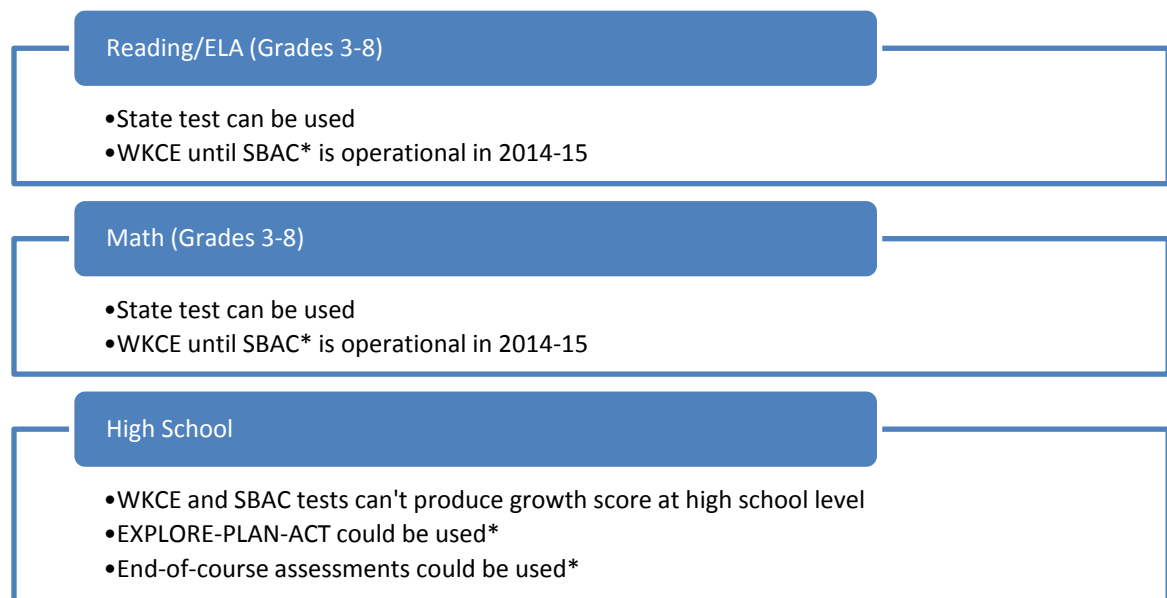 Reading/ELA (Grades 3-8)
•State test can be used
•WKCE until SBAC* is operational in 2014-15
Math (Grades 3-8)
•State test can be used
•WKCE until SBAC* is operational in 2014-15
High School
•WKCE and SBAC tests can't produce growth score at high school level
•EXPLORE-PLAN-ACT could be used*
•End-of-course assessments could be used*